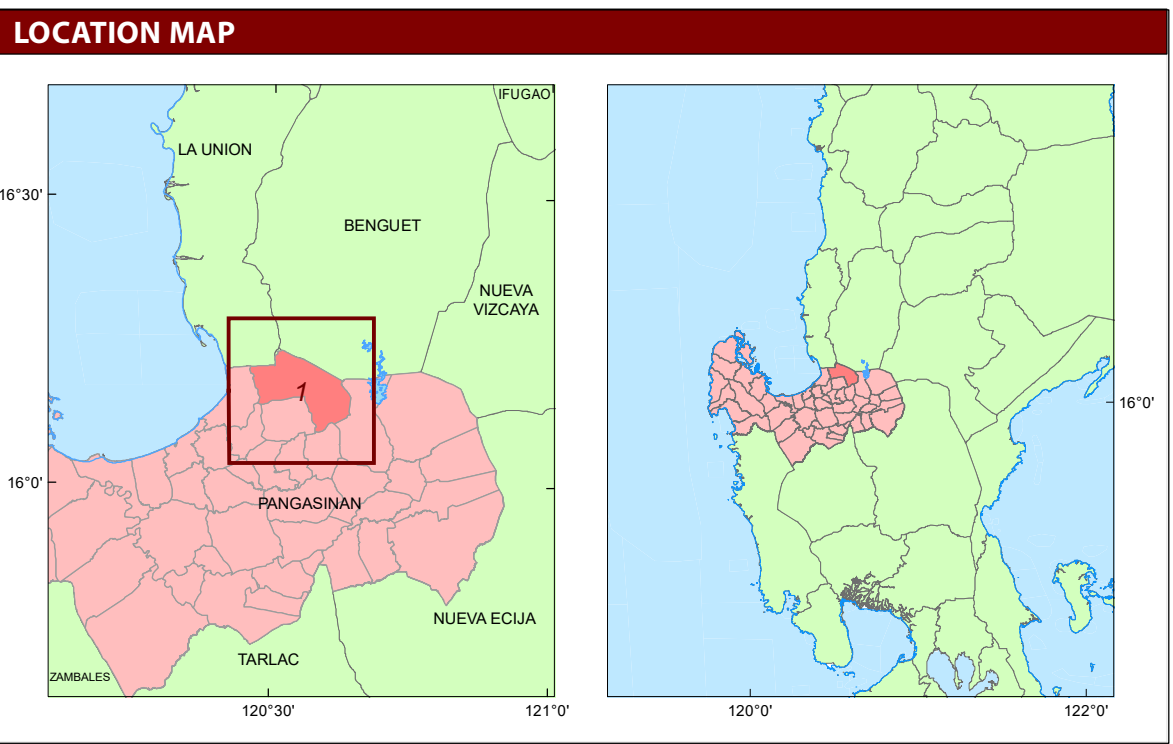 LOCATION MAP
IFUGAO
LA UNION
16°30'
BENGUET
NUEVA
VIZCAYA
1
16°0'
PANGASINAN
NUEVA ECIJA
TARLAC
ZAMBALES
120°30'
121°0'
16°0'
120°0'
122°0'